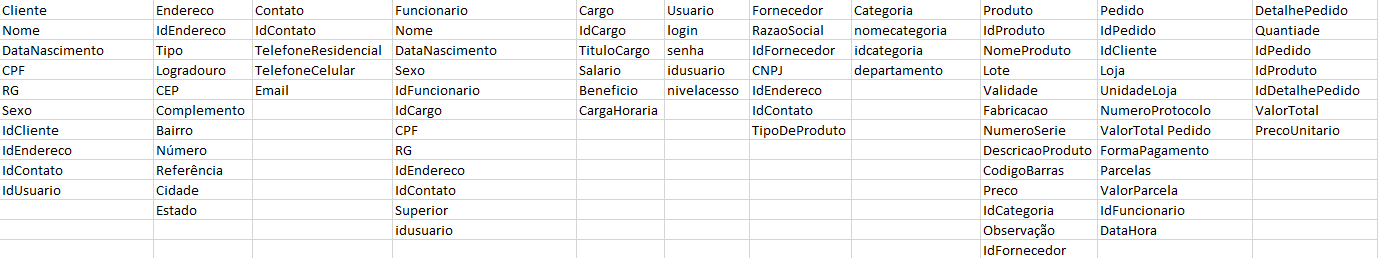 Cliente Endereco Contato Funcionario Cargo Usuario Fornecedor Categoria Produto Pedido DetalhePedido
Nome IdEndereco IdContato Nome IdCargo login RazaoSocial nomecategoria IdProduto IdPedido Quantiade
DataNascimento Tipo TelefoneResidencial DataNascimento TituloCargo senha IdFornecedor idcategoria NomeProduto IdCliente IdPedido
CPF Logradouro TelefoneCelular Sexo Salario idusuario CNPJ departamento Lote Loja IdProduto
RG CEP Email IdFuncionario Beneficio nivelacesso IdEndereco Validade UnidadeLoja IdDetalhePedido
Sexo Complemento IdCargo CargaHoraria IdContato Fabricacao NumeroProtocolo ValorTotal
IdCliente Bairro CPF TipoDeProduto NumeroSerie ValorTotal Pedido PrecoUnitario
IdEndereco Número RG DescricaoProduto FormaPagamento
IdContato Referência IdEndereco CodigoBarras Parcelas
IdUsuario Cidade IdContato Preco ValorParcela
Estado Superior IdCategoria IdFuncionario
idusuario Observação DataHora
IdFornecedor